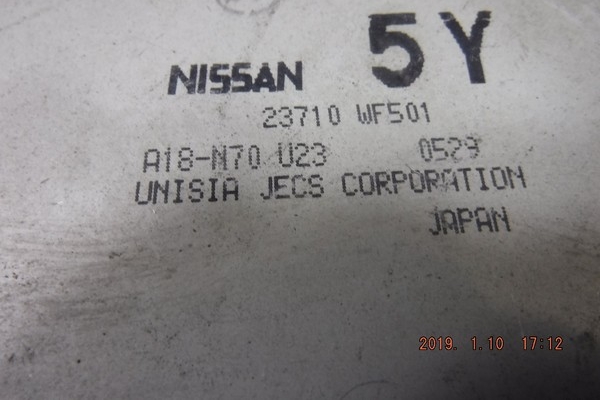 NISSAN 5Y
23710 WF501
A18-N70 U23 0529
UNISIA JECS CORPORATION
JAPAN
2019. 1.10 17:12